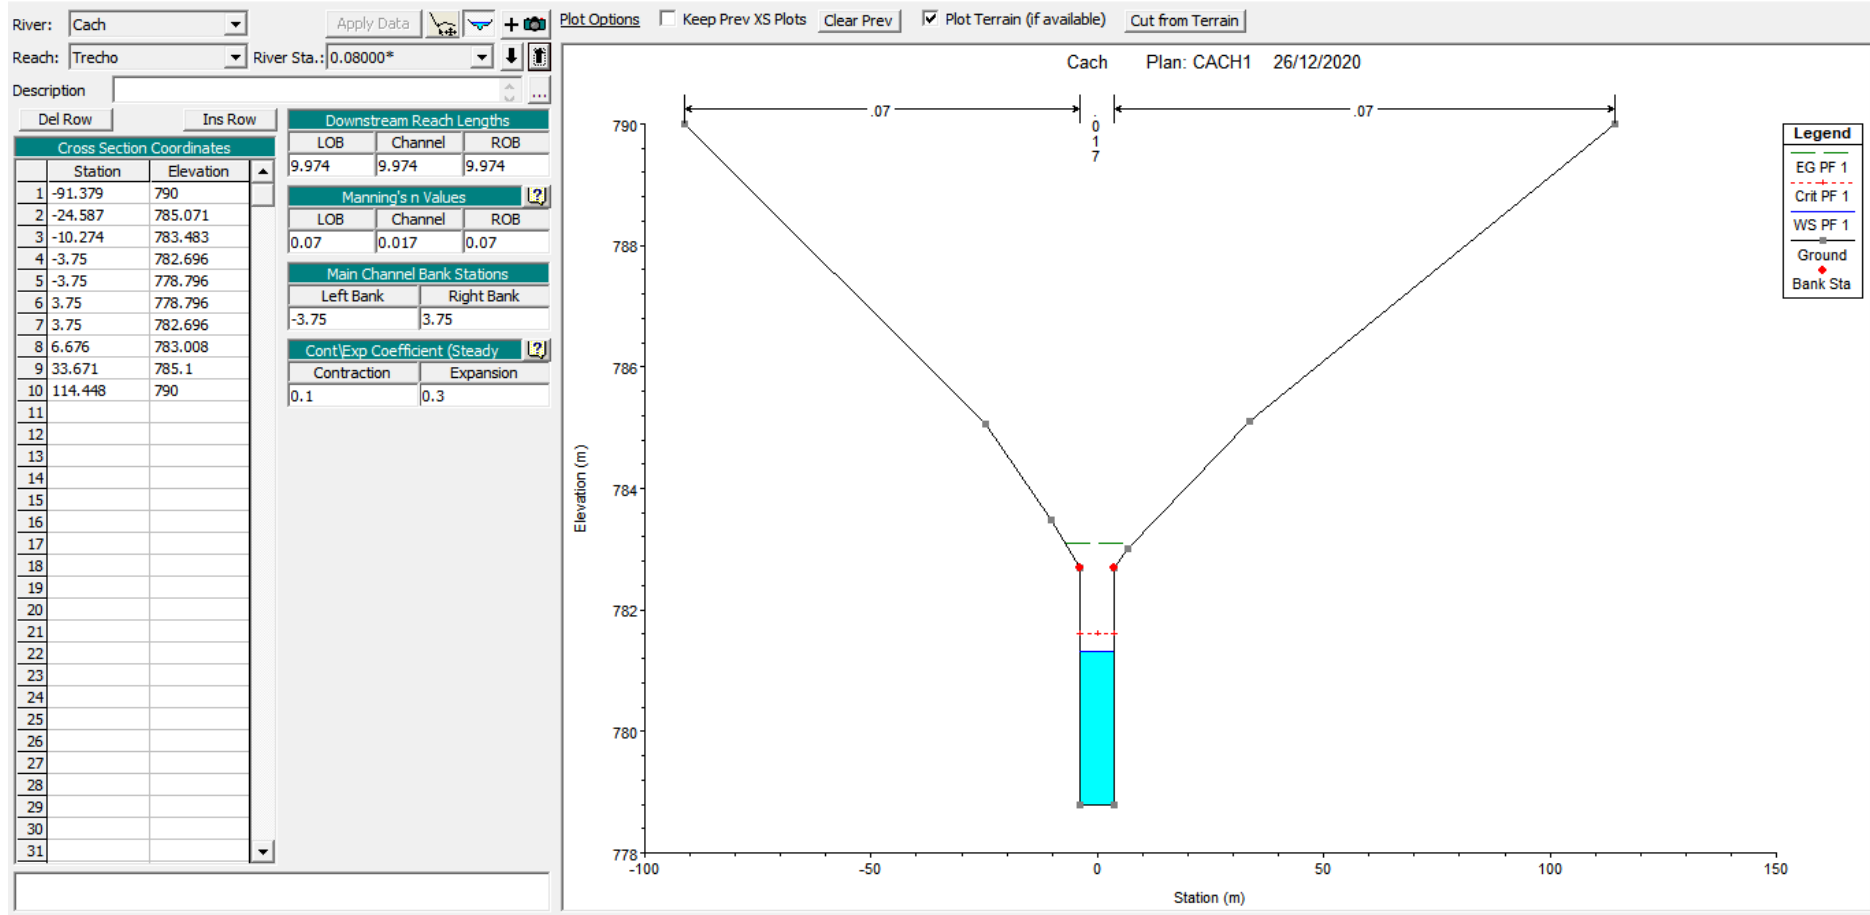 River: Cach Apply Data
Reach: Trecho River Sta.: 0.08000*
Description ...
Del Row Ins Row
Cross Section Coordinates
Station Elevation
1 -91.379 790
2 -24.587 785.071
3 -10.274 783.483
4 -3.75 782.696
5 -3.75 778.796
6 3.75 778.796
7 3.75 782.696
8 6.676 783.008
9 33.671 785.1
10 114.448 790
11
12
13
14
15
16
17
18
19
20
21
22
23
24
25
26
27
28
29
30
31
Downstream Reach Lengths
LOB Channel ROB
9.974 9.974 9.974
Manning's n Values ?
LOB Channel ROB
0.07 0.017 0.07
Main Channel Bank Stations
Left Bank Right Bank
-3.75 3.75
Cont\Exp Coefficient (Steady ?
Contraction Expansion
0.1 0.3
Plot Options Keep Prev XS Plots Clear Prev Plot Terrain (if available) Cut from Terrain
Cach Plan: CACH1 26/12/2020
.07 .017 .07
790
788
786
784
782
780
778
Elevation (m)
-100 -50 0 50 100 150
Station (m)
Legend
EG PF 1
Crit PF 1
WS PF 1
Ground
Bank Sta